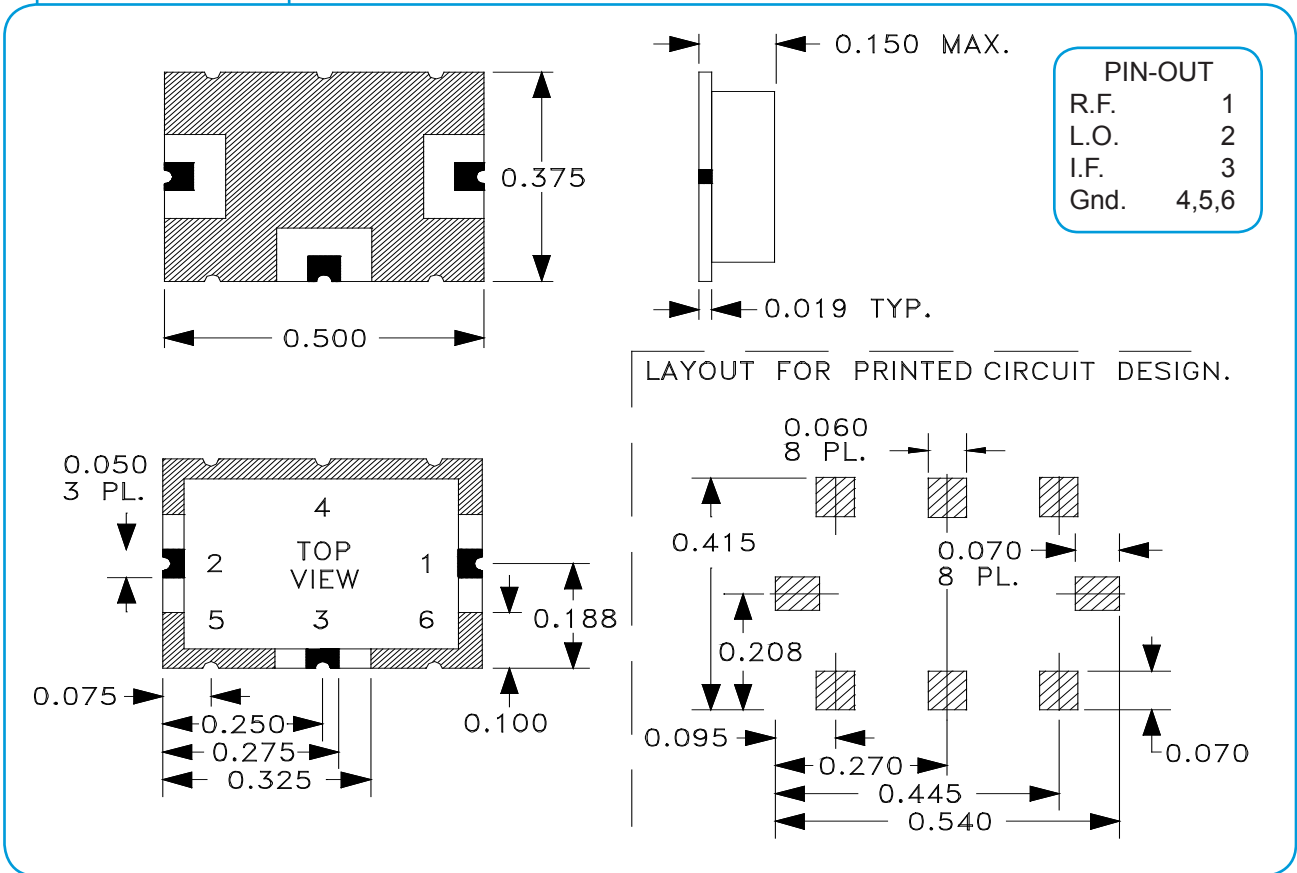 0.150 MAX.
PIN-OUT
R.F. 1
L.O. 2
I.F. 3
Gnd. 4,5,6
0.375
0.019 TYP.
0.500
LAYOUT FOR PRINTED CIRCUIT DESIGN.
0.060
8 PL.
0.050
3 PL.
4
TOP
VIEW
2
1
5
3
6
0.188
0.075
0.250
0.275
0.325
0.100
0.415
0.070
8 PL.
0.208
0.095
0.270
0.445
0.540
0.070